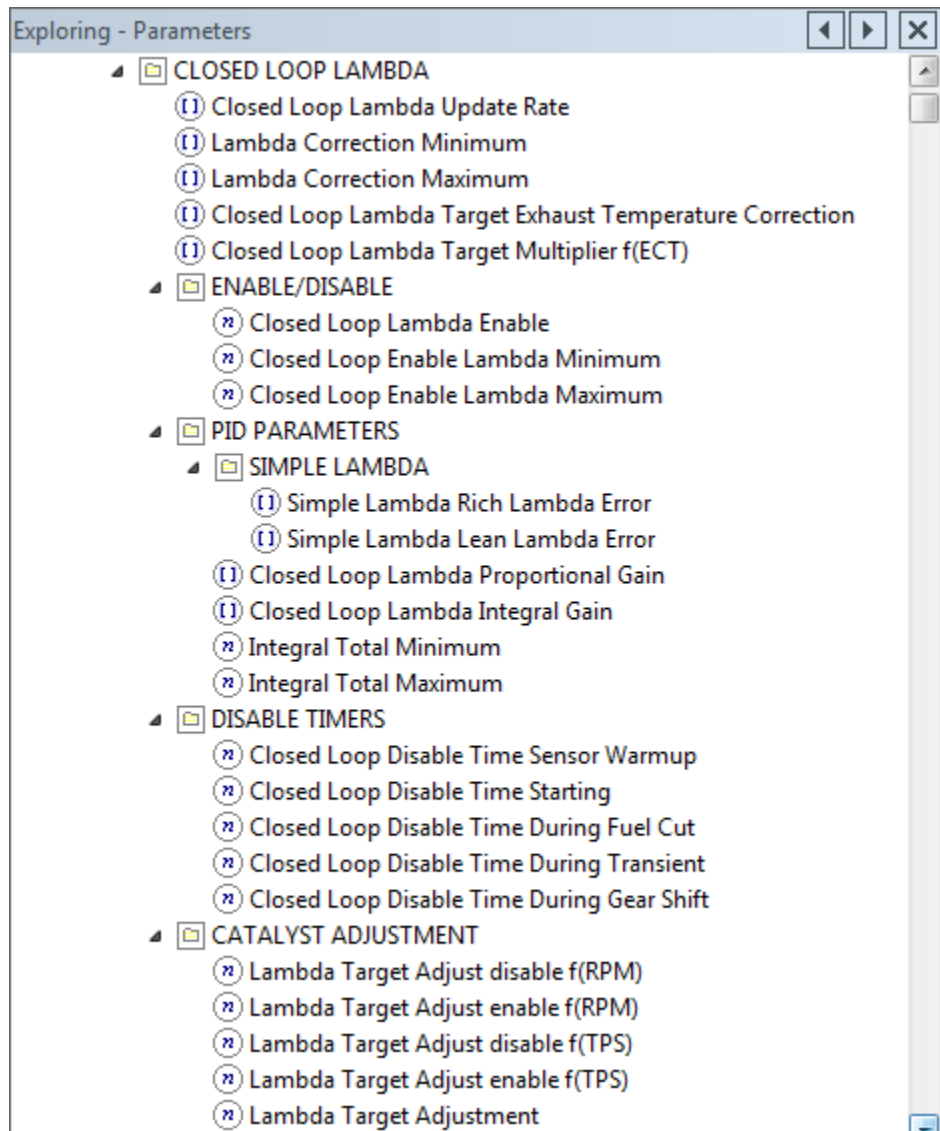 Exploring - Parameters
CLOSED LOOP LAMBDA
Closed Loop Lambda Update Rate
Lambda Correction Minimum
Lambda Correction Maximum
Closed Loop Lambda Target Exhaust Temperature Correction
Closed Loop Lambda Target Multiplier f(ECT)
ENABLE/DISABLE
Closed Loop Lambda Enable
Closed Loop Enable Lambda Minimum
Closed Loop Enable Lambda Maximum
PID PARAMETERS
SIMPLE LAMBDA
Simple Lambda Rich Lambda Error
Simple Lambda Lean Lambda Error
Closed Loop Lambda Proportional Gain
Closed Loop Lambda Integral Gain
Integral Total Minimum
Integral Total Maximum
DISABLE TIMERS
Closed Loop Disable Time Sensor Warmup
Closed Loop Disable Time Starting
Closed Loop Disable Time During Fuel Cut
Closed Loop Disable Time During Transient
Closed Loop Disable Time During Gear Shift
CATALYST ADJUSTMENT
Lambda Target Adjust disable f(RPM)
Lambda Target Adjust enable f(RPM)
Lambda Target Adjust disable f(TPS)
Lambda Target Adjust enable f(TPS)
Lambda Target Adjustment